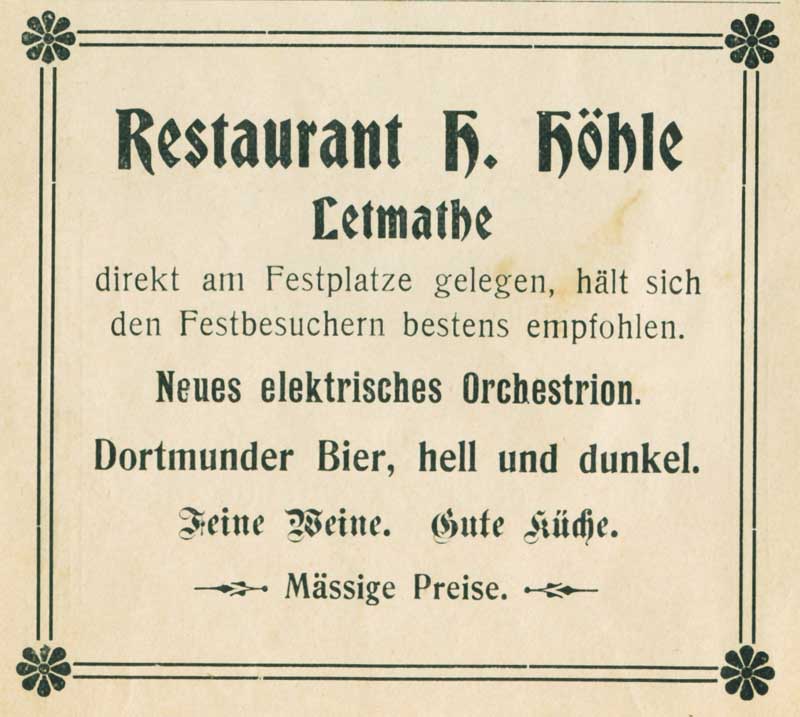 Restaurant H. Höhle
Letmathe
direkt am Festplatze gelegen, hält sich
den Festbesuchern bestens empfohlen.
Neues elektrisches Orchestrion.
Dortmunder Bier, hell und dunkel.
Feine Weine. Gute Küche.
Mässige Preise.